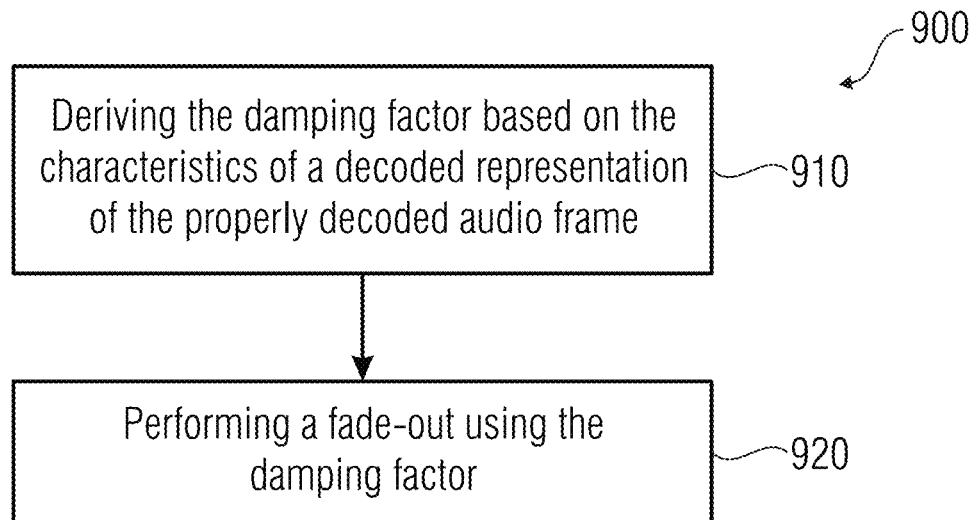 900
Deriving the damping factor based on the
characteristics of a decoded representation
of the properly decoded audio frame
910
Performing a fade-out using the
damping factor
920